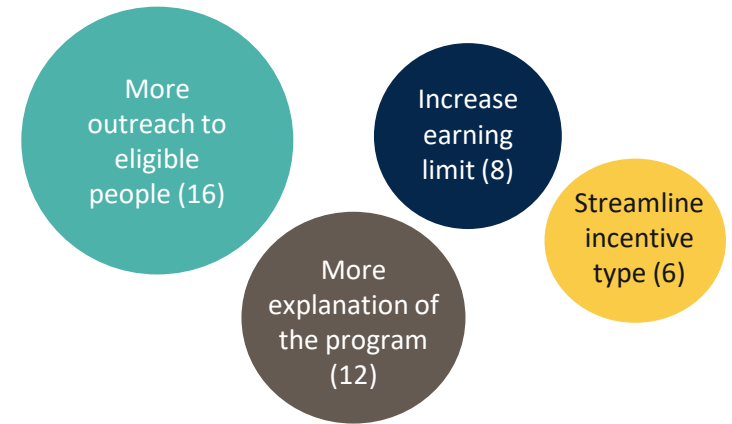 More
outreach to
eligible
people (16)
Increase
earning
limit (8)
Streamline
incentive
type (6)
More
explanation of
the program
(12)